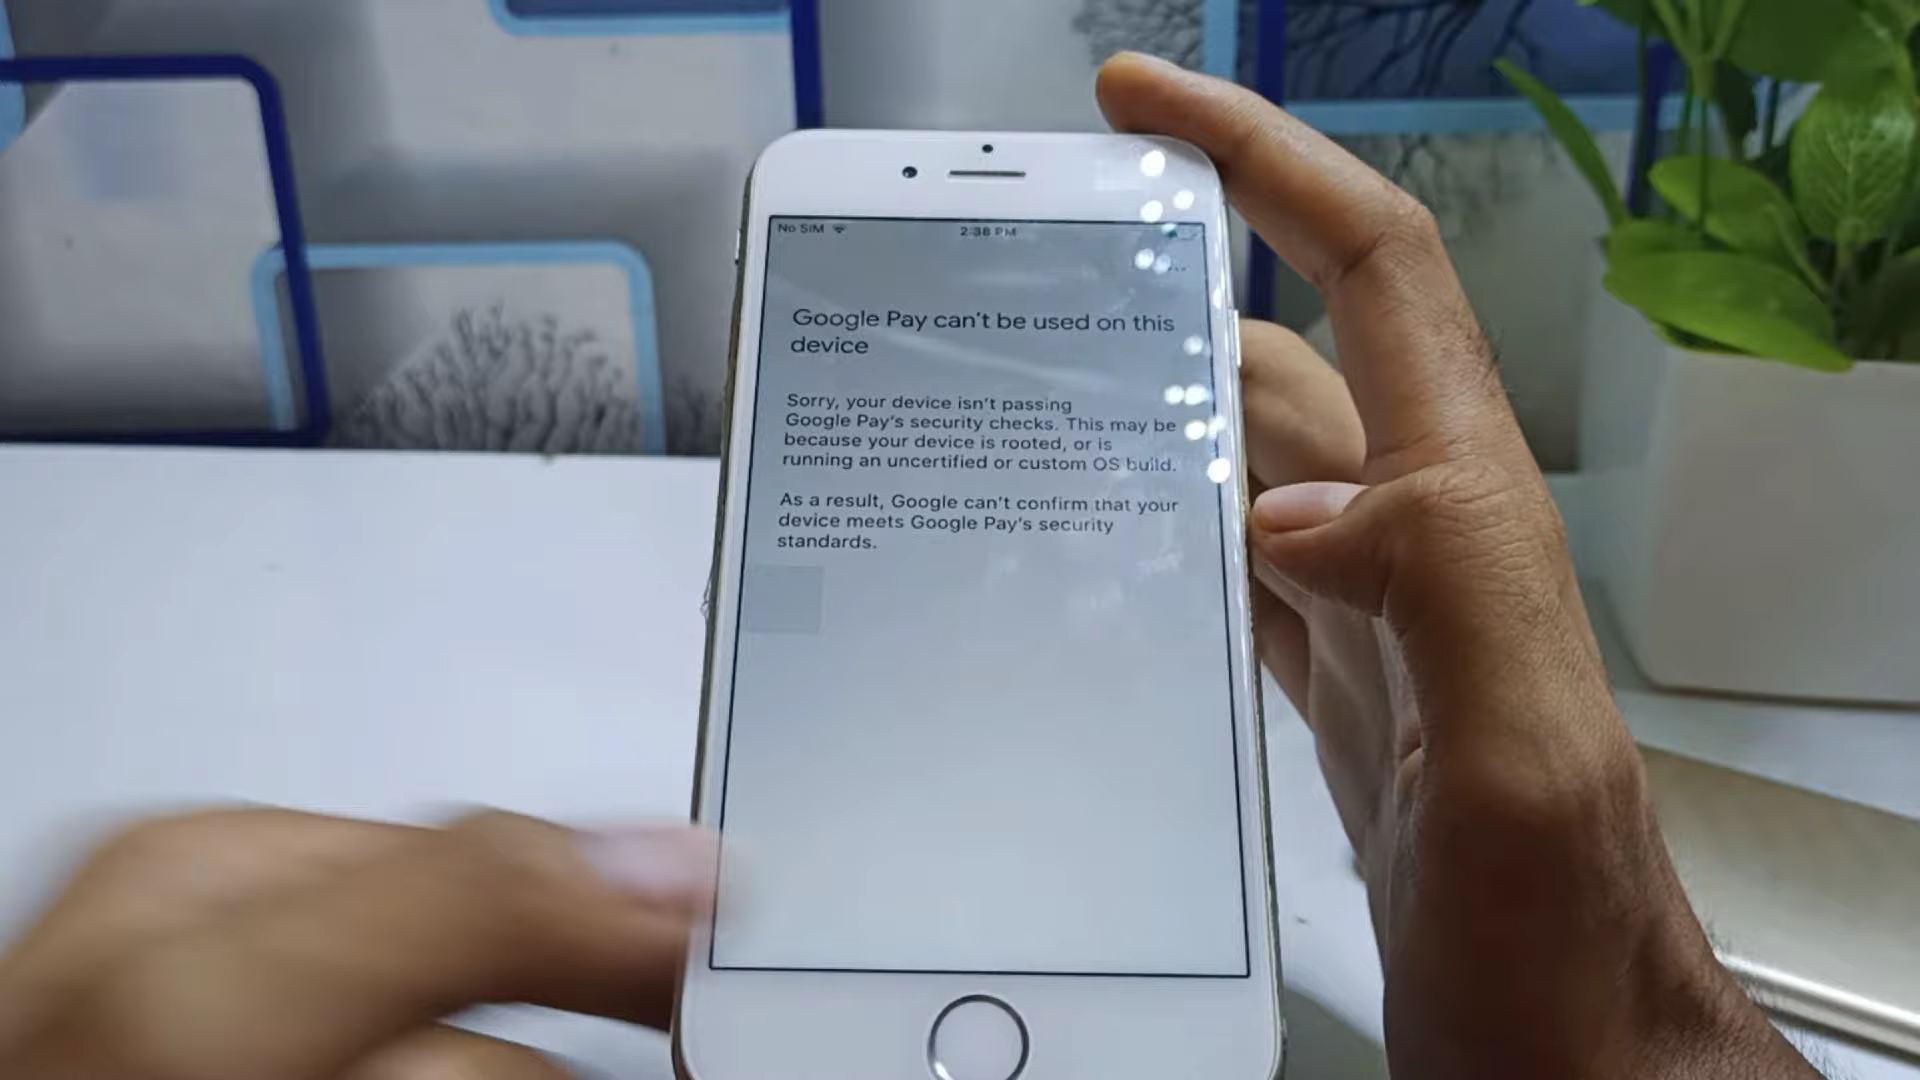 No SIM 2:38 PM
Google Pay can't be used on this
device
Sorry, your device isn't passing
Google Pay's security checks. This may be
because your device is rooted, or is
running an uncertified or custom OS build.
As a result, Google can't confirm that your
device meets Google Pay's security
standards.